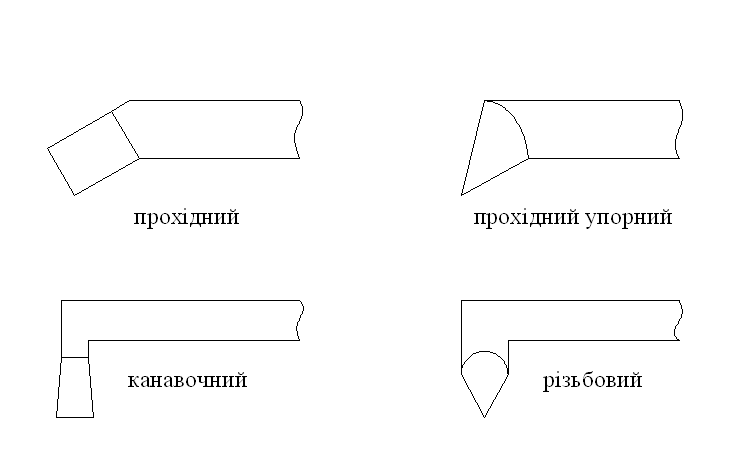 прохідний
прохідний упорний
канавочний
різьбовий